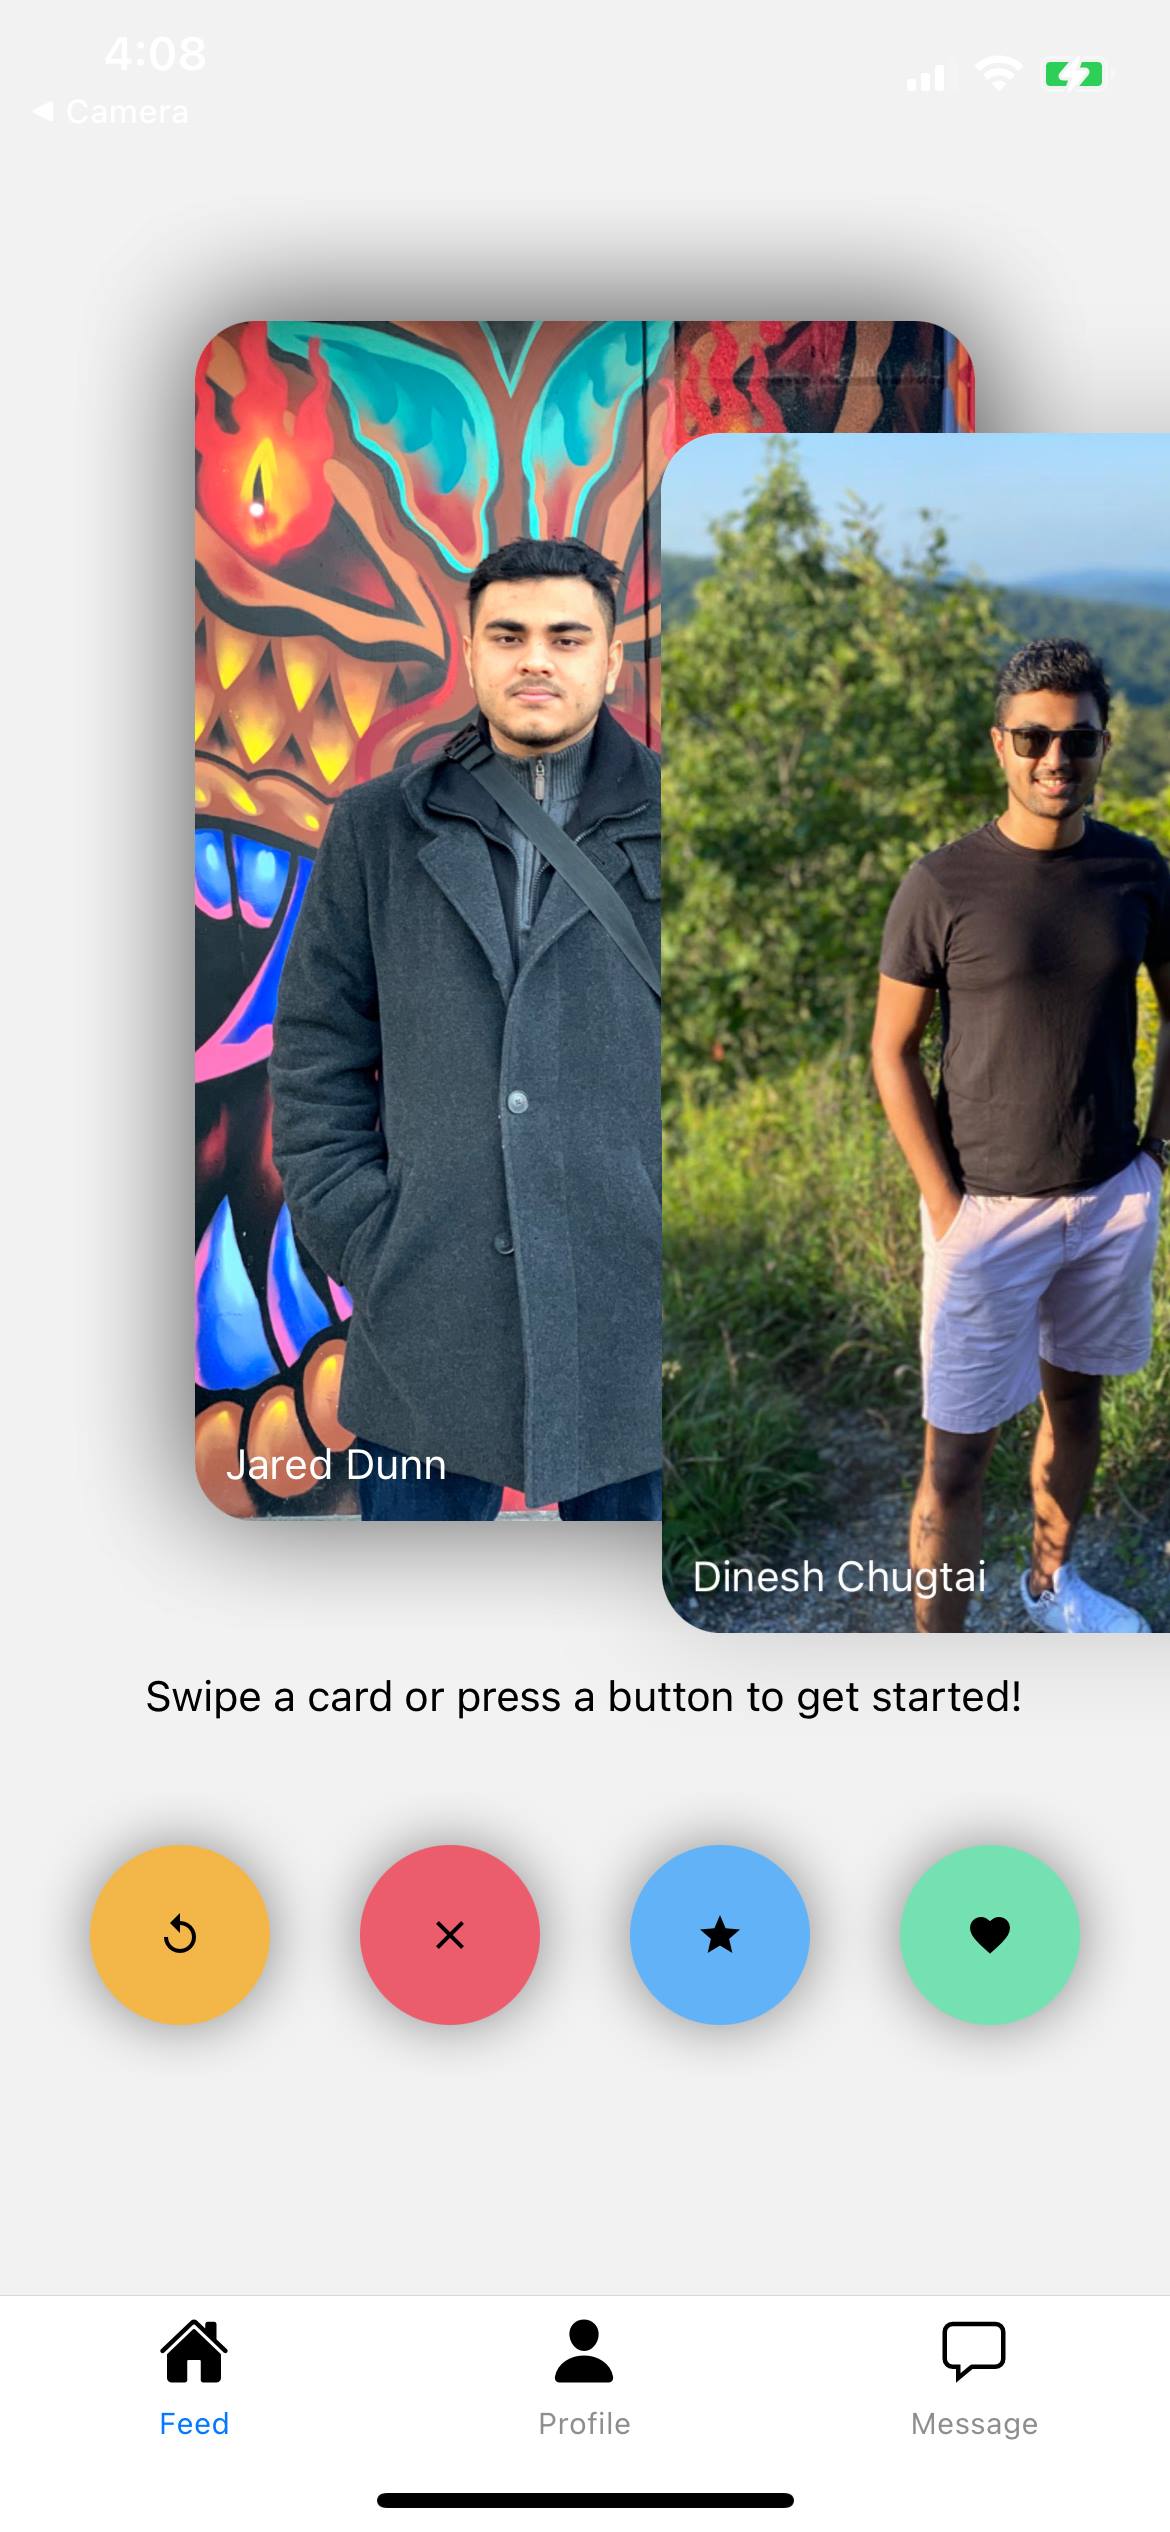 4:08
Camera
Jared Dunn
Dinesh Chugtai
Swipe a card or press a button to get started!
Feed
Profile
Message